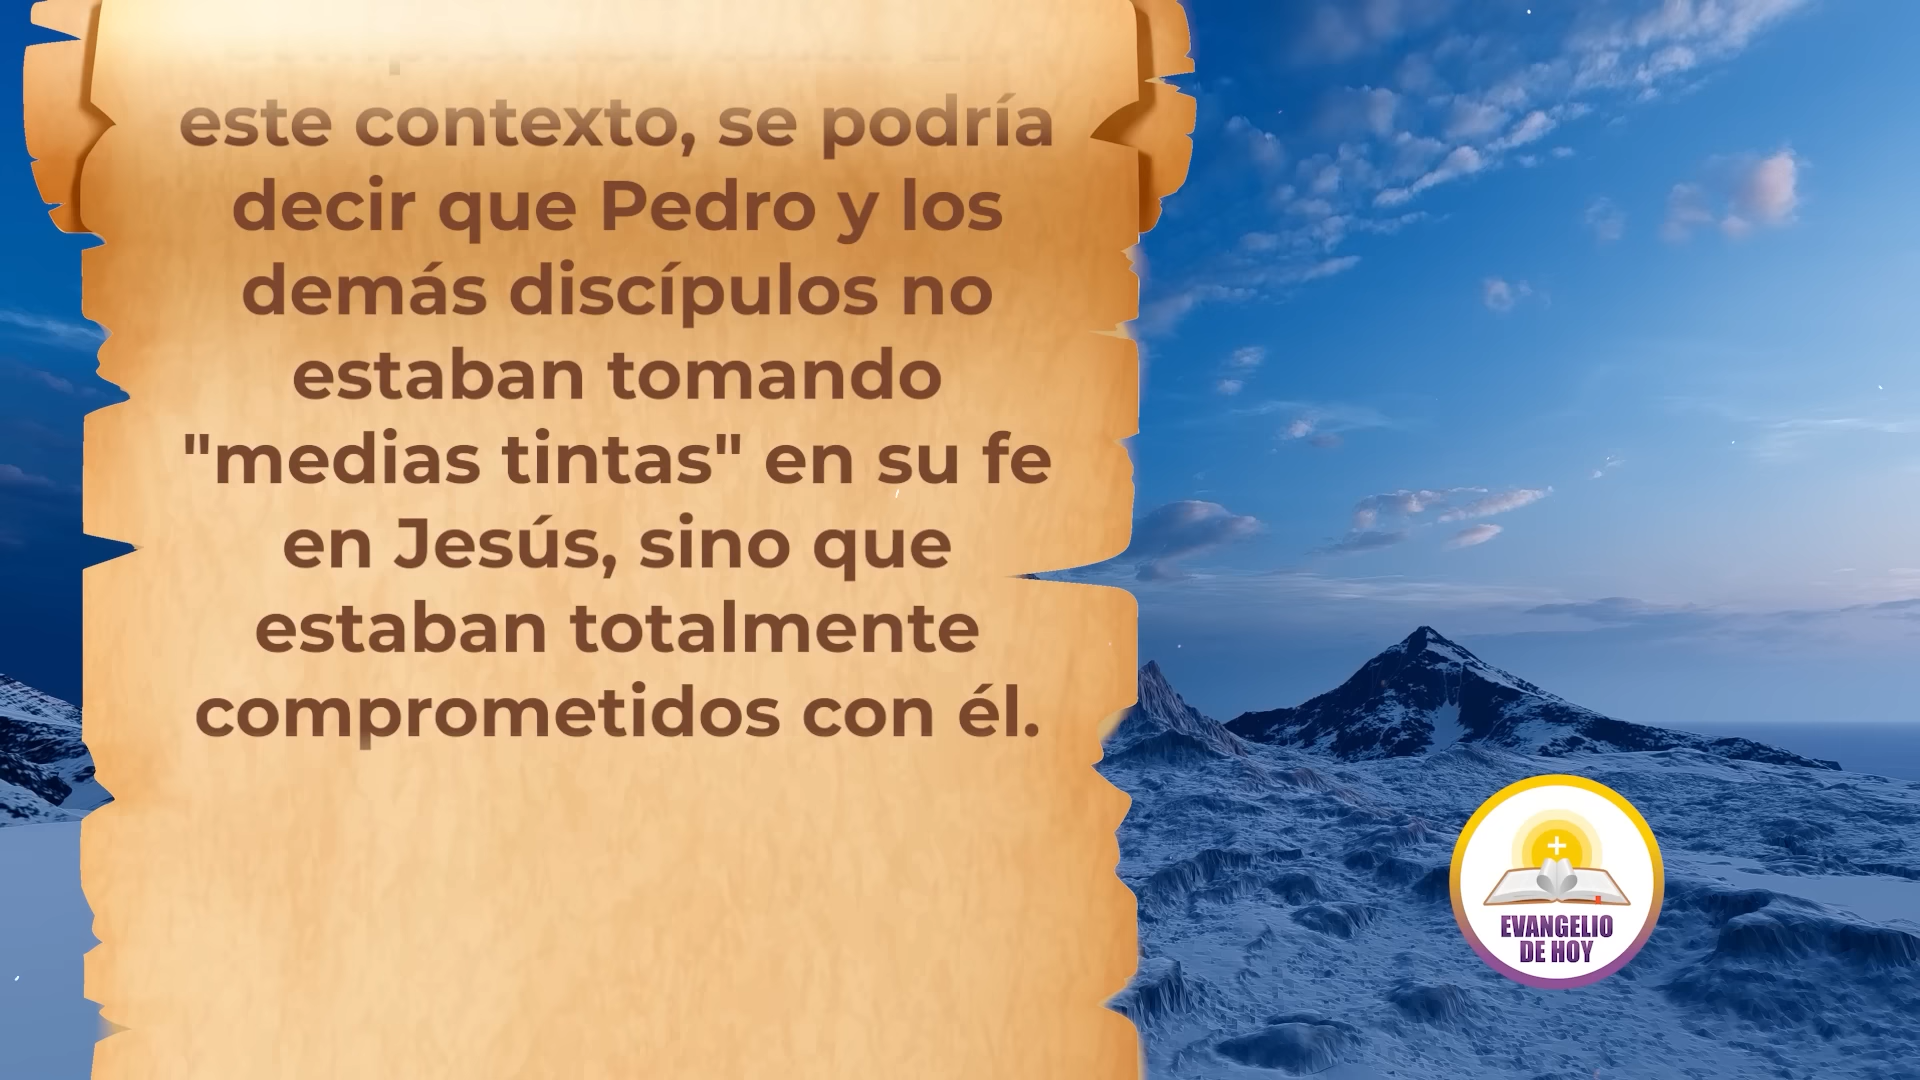 este contexto, se podría
decir que Pedro y los
demás discípulos no
estaban tomando
"medias tintas" en su fe
en Jesús, sino que
estaban totalmente
comprometidos con él.
EVANGELIO
DE HOY